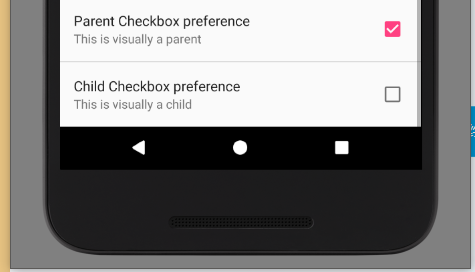 Parent Checkbox preference
This is visually a parent
Child Checkbox preference
This is visually a child